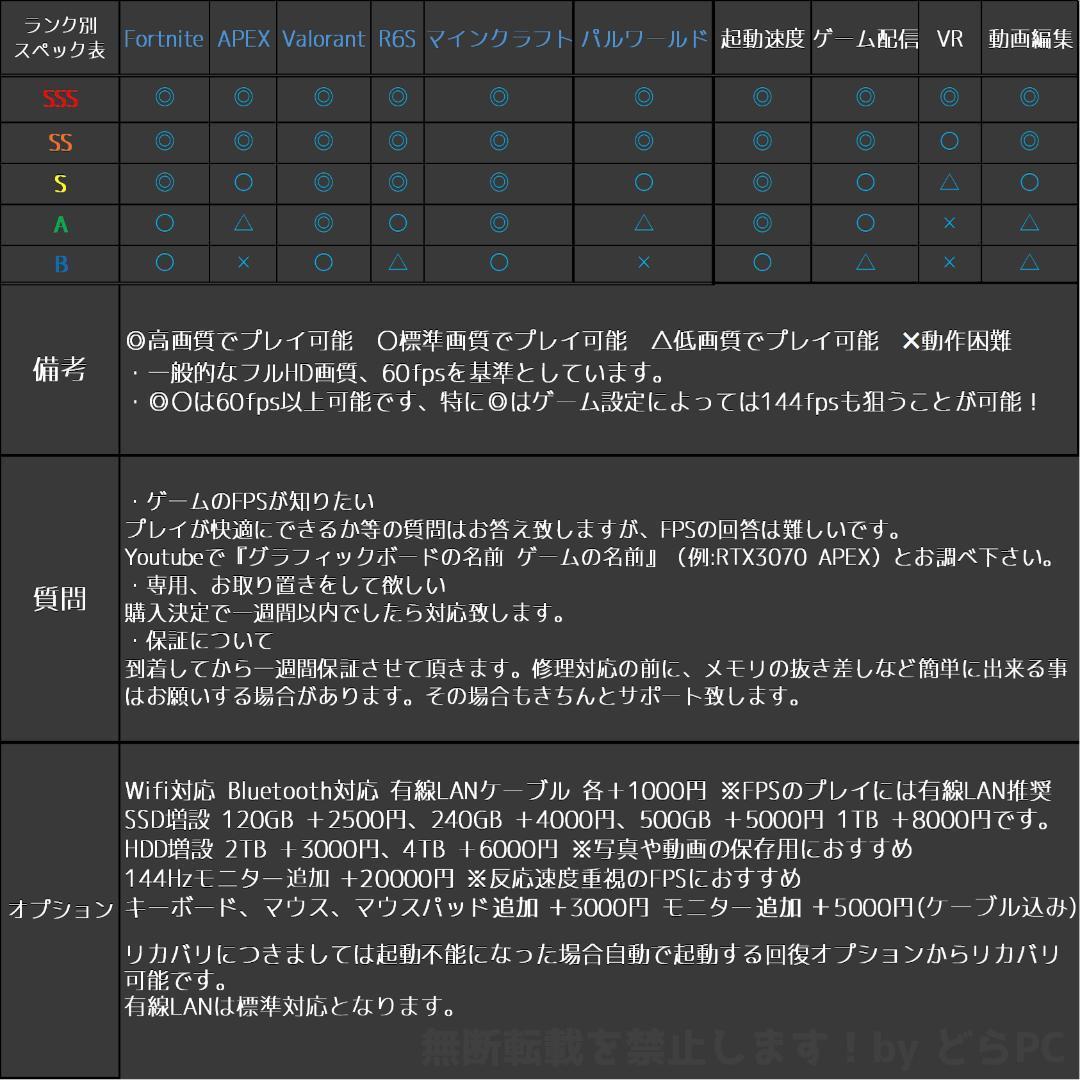 ランク別
スペック表
Fortnite APEX Valorant R6S マインクラフト パルワールド 起動速度 ゲーム配信 VR 動画編集
SSS ◎ ◎ ◎ ◎ ◎ ◎ ◎ ◎ ◎ ◎
SS ◎ ◎ ◎ ◎ ◎ ◎ ◎ ◎ ○ ◎
S ◎ ○ ◎ ◎ ◎ ○ ◎ ○ △ ○
A ○ △ ◎ ○ ◎ △ ◎ ○ × △
B ○ × ○ △ ○ × ○ △ × △
備考
◎高画質でプレイ可能 〇標準画質でプレイ可能 △低画質でプレイ可能 ×動作困難
・一般的なフルHD画質、60fpsを基準としています。
・◎〇は60fps以上可能です、特に◎はゲーム設定によっては144fpsも狙うことが可能！
質問
・ゲームのFPSが知りたい
プレイが快適にできるか等の質問はお答え致しますが、FPSの回答は難しいです。
Youtubeで『グラフィックボードの名前 ゲームの名前』（例:RTX3070 APEX）とお調べ下さい。
・専用、お取り置きをして欲しい
購入決定で一週間以内でしたら対応致します。
・保証について
到着してから一週間保証させて頂きます。修理対応の前に、メモリの抜き差しなど簡単に出来る事
はお願いする場合があります。その場合もきちんとサポート致します。
オプション
Wifi対応 Bluetooth対応 有線LANケーブル 各＋1000円 ※FPSのプレイには有線LAN推奨
SSD増設 120GB ＋2500円、240GB ＋4000円、500GB ＋5000円 1TB ＋8000円です。
HDD増設 2TB ＋3000円、4TB ＋6000円 ※写真や動画の保存用におすすめ
144Hzモニター追加 +20000円 ※反応速度重視のFPSにおすすめ
キーボード、マウス、マウスパッド追加 ＋3000円 モニター追加 ＋5000円(ケーブル込み)
リカバリにつきましては起動不能になった場合自動で起動する回復オプションからリカバリ
可能です。
有線LANは標準対応となります。
無断転載を禁止します！by どらPC